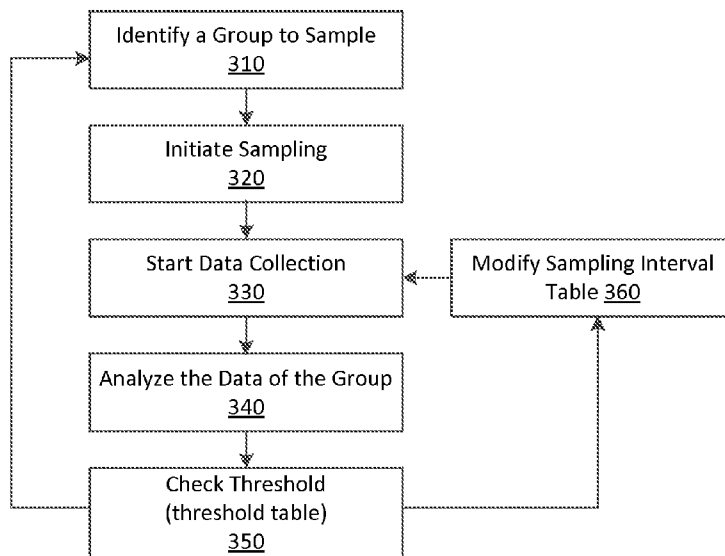 Identify a Group to Sample
310
Initiate Sampling
320
Start Data Collection
330
Modify Sampling Interval
Table 360
Analyze the Data of the Group
340
Check Threshold
(threshold table)
350